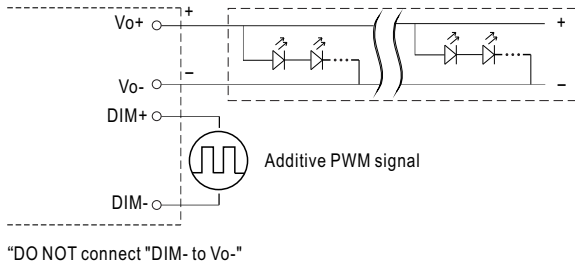 Vo+
+
+
Vo-
−
−
DIM+
Additive PWM signal
DIM-
“DO NOT connect "DIM- to Vo-"